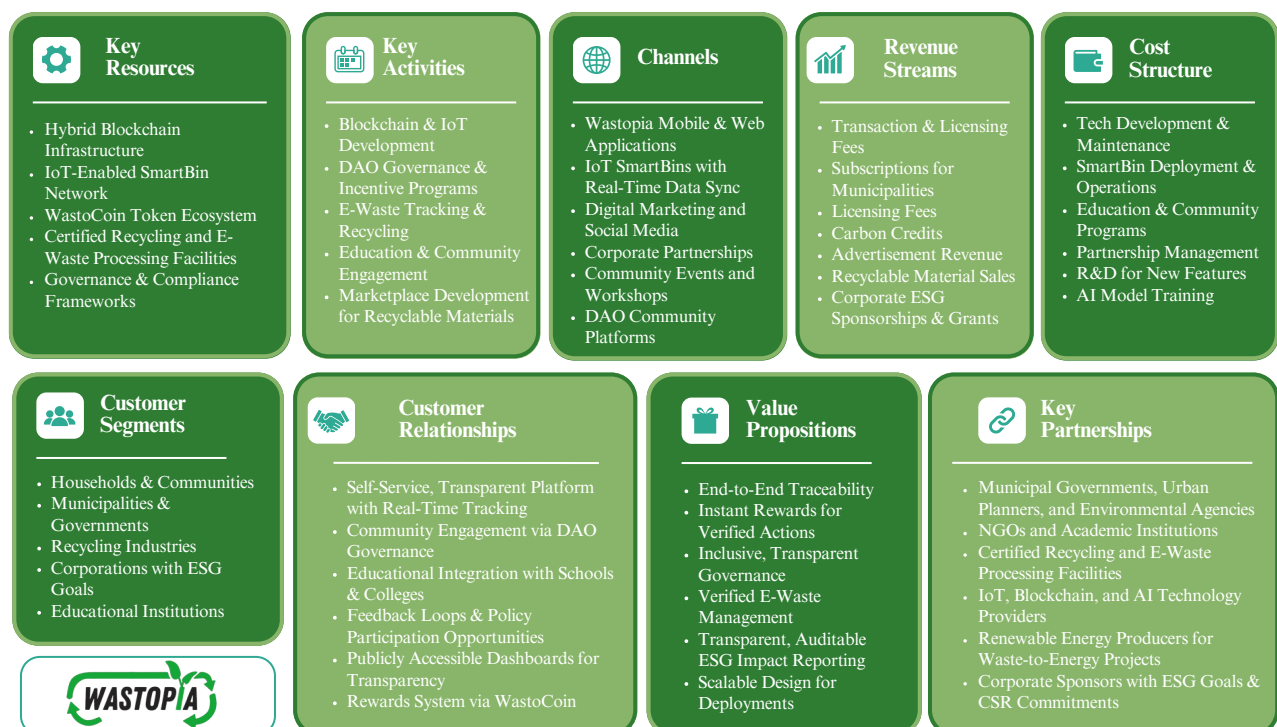 Key
Resources
• Hybrid Blockchain
Infrastructure
• IoT-Enabled SmartBin
Network
• WastoCoin Token Ecosystem
• Certified Recycling and E-
Waste Processing Facilities
• Governance & Compliance
Frameworks
Key
Activities
• Blockchain & IoT
Development
• DAO Governance &
Incentive Programs
• E-Waste Tracking &
Recycling
• Education & Community
Engagement
• Marketplace Development
for Recyclable Materials
Channels
• Wastopia Mobile & Web
Applications
• IoT SmartBins with
Real-Time Data Sync
• Digital Marketing and
Social Media
• Corporate Partnerships
• Community Events and
Workshops
• DAO Community
Platforms
Revenue
Streams
• Transaction & Licensing
Fees
• Subscriptions for
Municipalities
• Licensing Fees
• Carbon Credits
• Advertisement Revenue
• Recyclable Material Sales
• Corporate ESG
Sponsorships & Grants
Cost
Structure
• Tech Development &
Maintenance
• SmartBin Deployment &
Operations
• Education & Community
Programs
• Partnership Management
• R&D for New Features
• AI Model Training
Customer
Segments
• Households & Communities
• Municipalities &
Governments
• Recycling Industries
• Corporations with ESG
Goals
• Educational Institutions
WASTOPIA
Customer
Relationships
• Self-Service, Transparent Platform
with Real-Time Tracking
• Community Engagement via DAO
Governance
• Educational Integration with Schools
& Colleges
• Feedback Loops & Policy
Participation Opportunities
• Publicly Accessible Dashboards for
Transparency
• Rewards System via WastoCoin
Value
Propositions
• End-to-End Traceability
• Instant Rewards for
Verified Actions
• Inclusive, Transparent
Governance
• Verified E-Waste
Management
• Transparent, Auditable
ESG Impact Reporting
• Scalable Design for
Deployments
Key
Partnerships
• Municipal Governments, Urban
Planners, and Environmental Agencies
• NGOs and Academic Institutions
• Certified Recycling and E-Waste
Processing Facilities
• IoT, Blockchain, and AI Technology
Providers
• Renewable Energy Producers for
Waste-to-Energy Projects
• Corporate Sponsors with ESG Goals &
CSR Commitments